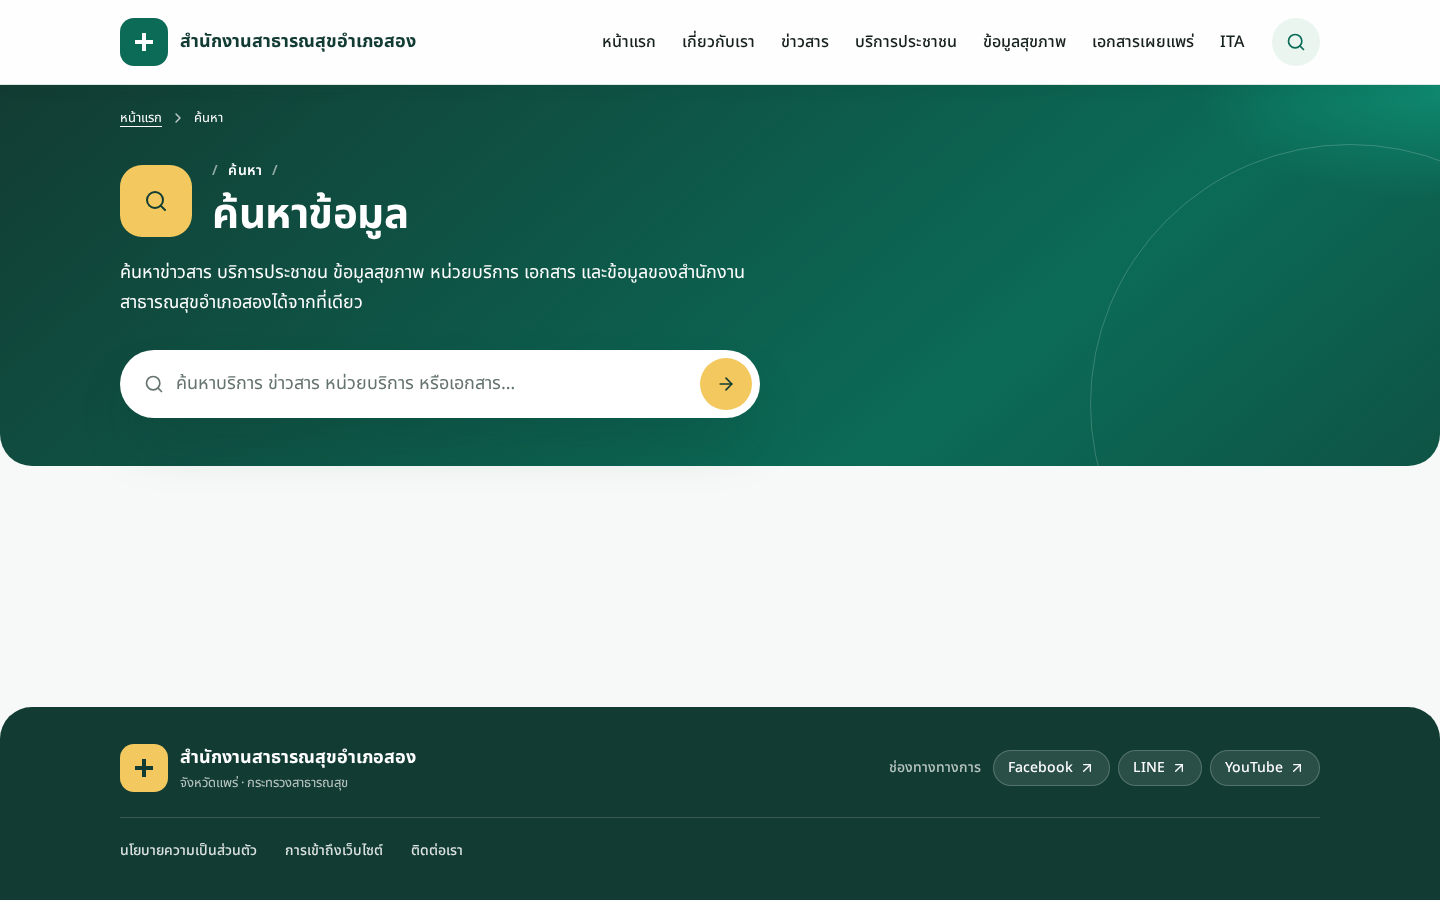 สำนักงานสาธารณสุขอำเภอสอง
หน้าแรก เกี่ยวกับเรา ข่าวสาร บริการประชาชน ข้อมูลสุขภาพ เอกสารเผยแพร่ ITA
หน้าแรก > ค้นหา
/ ค้นหา /
ค้นหาข้อมูล
ค้นหาข่าวสาร บริการประชาชน ข้อมูลสุขภาพ หน่วยบริการ เอกสาร และข้อมูลของสำนักงาน
สาธารณสุขอำเภอสองได้จากที่เดียว
ค้นหาบริการ ข่าวสาร หน่วยบริการ หรือเอกสาร...
สำนักงานสาธารณสุขอำเภอสอง
จังหวัดแพร่ · กระทรวงสาธารณสุข
ช่องทางทางการ Facebook LINE YouTube
นโยบายความเป็นส่วนตัว การเข้าถึงเว็บไซต์ ติดต่อเรา